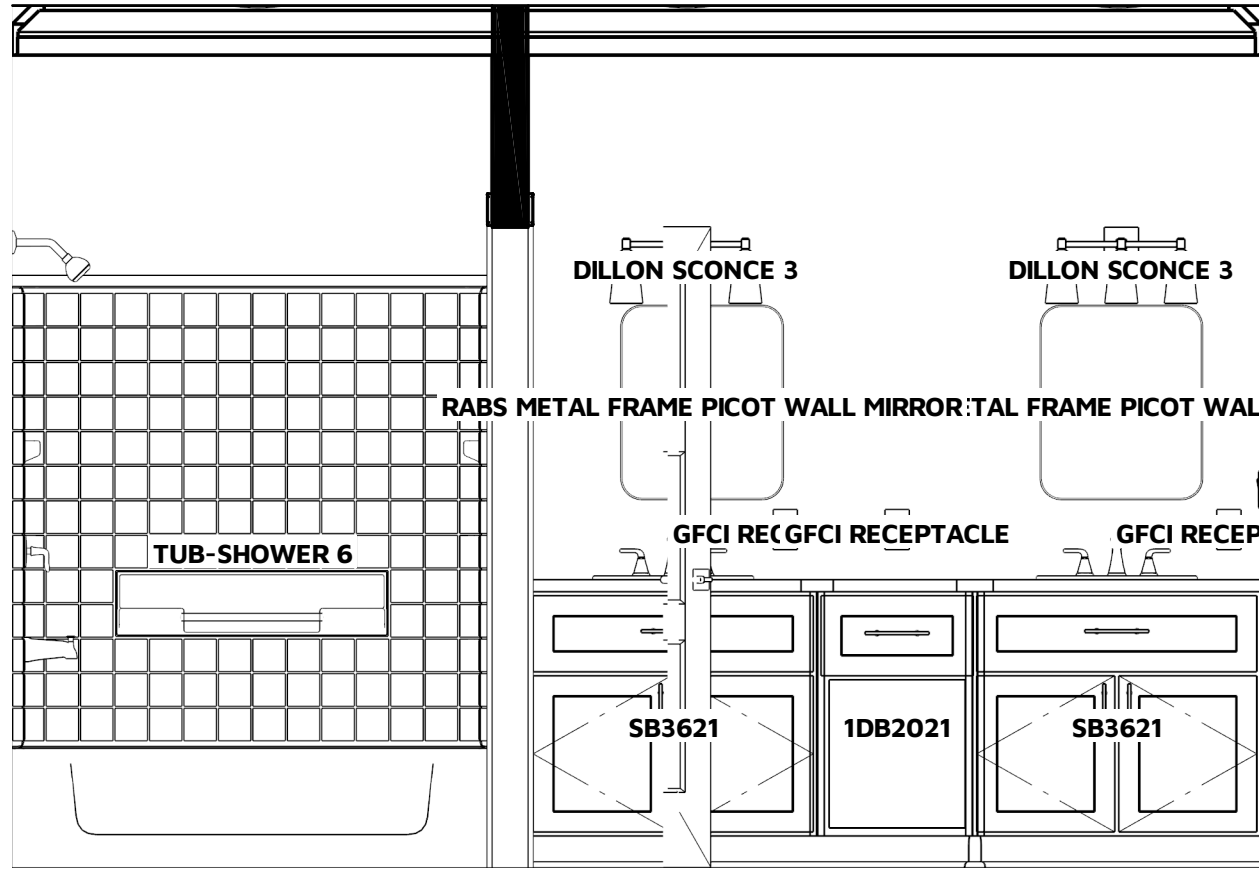 DILLON SCONCE 3
DILLON SCONCE 3
RABS METAL FRAME PICOT WALL MIRROR
TAL FRAME PICOT WAL
GFCI REC
GFCI RECEPTACLE
GFCI RECEP
TUB-SHOWER 6
SB3621
1DB2021
SB3621